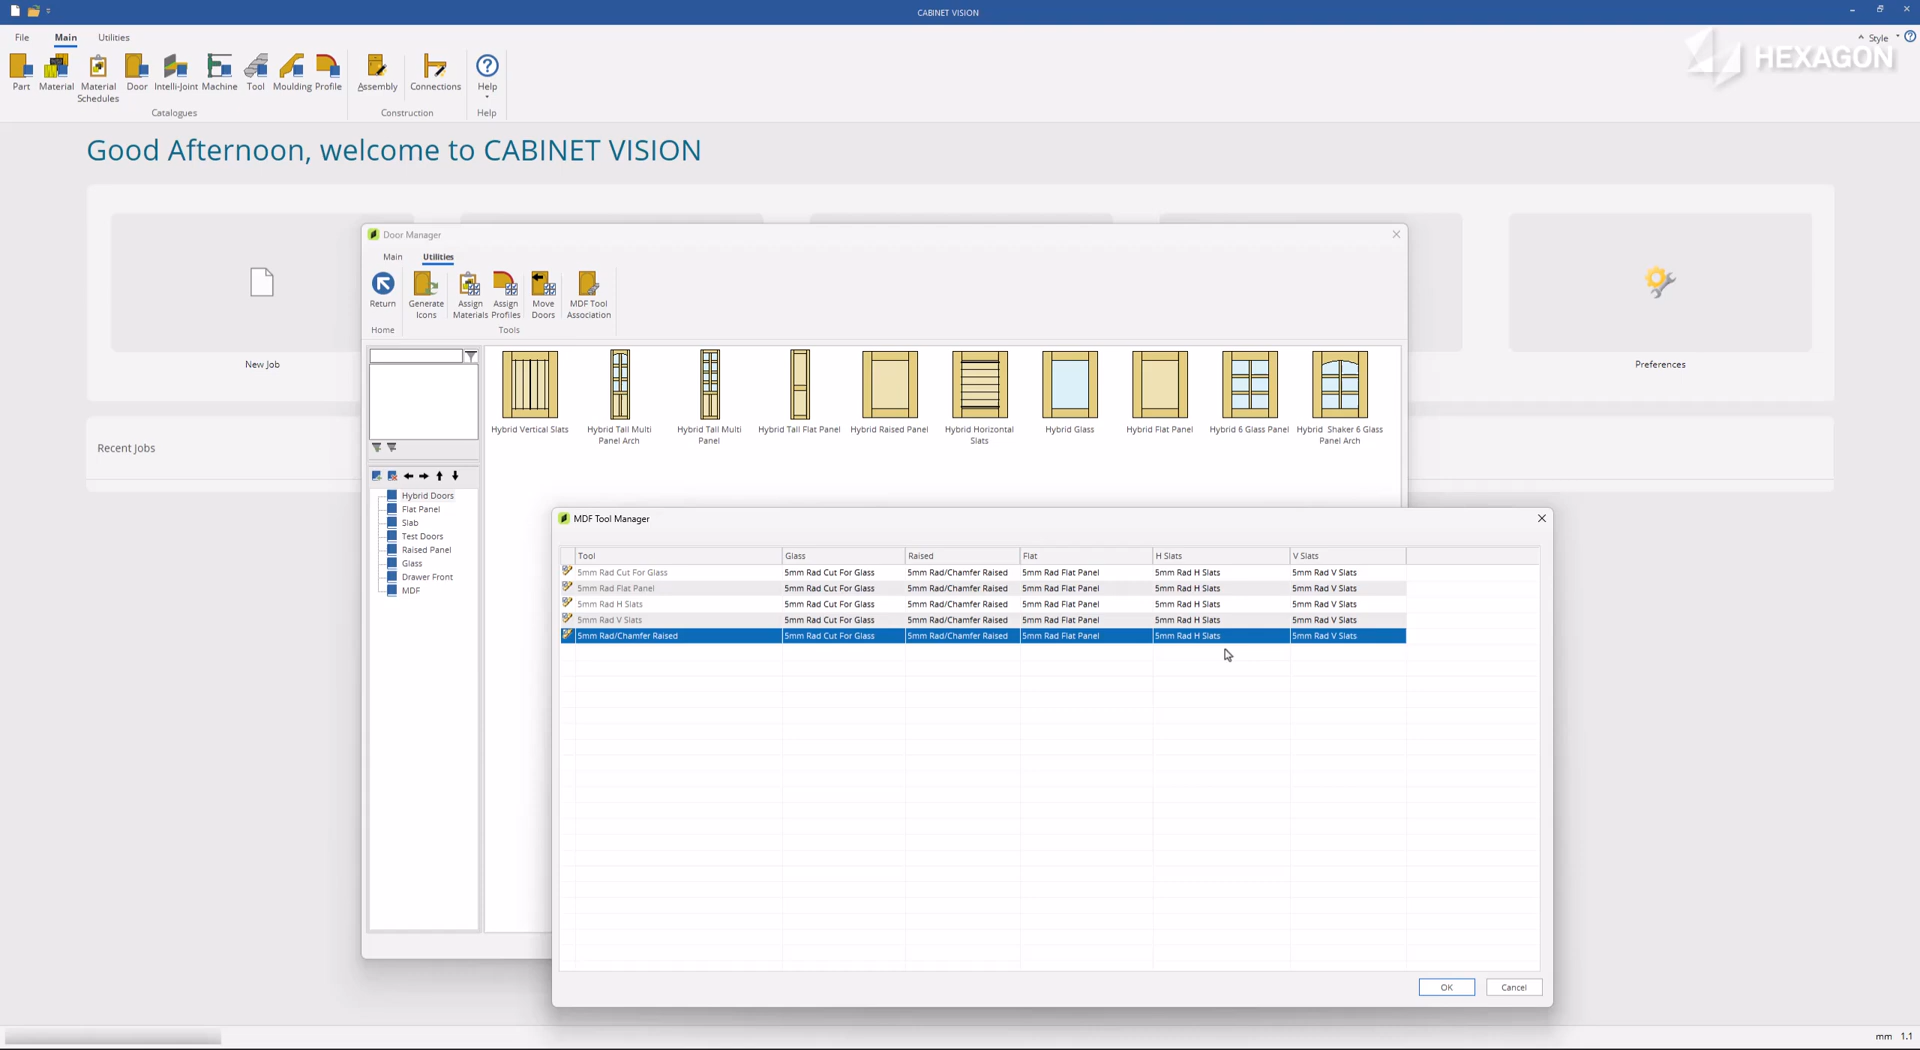 CABINET VISION
File Main Utilities
Style
HEXAGON
Part Material Material Schedules Door Intelli-Joint Machine Tool Moulding Profile Assembly Connections Help
Catalogues Construction Help
Good Afternoon, welcome to CABINET VISION
New Job
Preferences
Recent Jobs
Door Manager
Main Utilities
Return Generate Icons Assign Materials Assign Profiles Move Doors MDF Tool Association
Home Tools
Hybrid Vertical Slats
Hybrid Tall Multi Panel Arch
Hybrid Tall Multi Panel
Hybrid Tall Flat Panel
Hybrid Raised Panel
Hybrid Horizontal Slats
Hybrid Glass
Hybrid Flat Panel
Hybrid 6 Glass Panel
Hybrid Shaker 6 Glass Panel Arch
Hybrid Doors
Flat Panel
Slab
Test Doors
Raised Panel
Glass
Drawer Front
MDF
MDF Tool Manager
Tool Glass Raised Flat H Slats V Slats
5mm Rad Cut For Glass 5mm Rad Cut For Glass 5mm Rad/Chamfer Raised 5mm Rad Flat Panel 5mm Rad H Slats 5mm Rad V Slats
5mm Rad Flat Panel 5mm Rad Cut For Glass 5mm Rad/Chamfer Raised 5mm Rad Flat Panel 5mm Rad H Slats 5mm Rad V Slats
5mm Rad H Slats 5mm Rad Cut For Glass 5mm Rad/Chamfer Raised 5mm Rad Flat Panel 5mm Rad H Slats 5mm Rad V Slats
5mm Rad V Slats 5mm Rad Cut For Glass 5mm Rad/Chamfer Raised 5mm Rad Flat Panel 5mm Rad H Slats 5mm Rad V Slats
5mm Rad/Chamfer Raised 5mm Rad Cut For Glass 5mm Rad/Chamfer Raised 5mm Rad Flat Panel 5mm Rad H Slats 5mm Rad V Slats
OK Cancel
mm 1.1